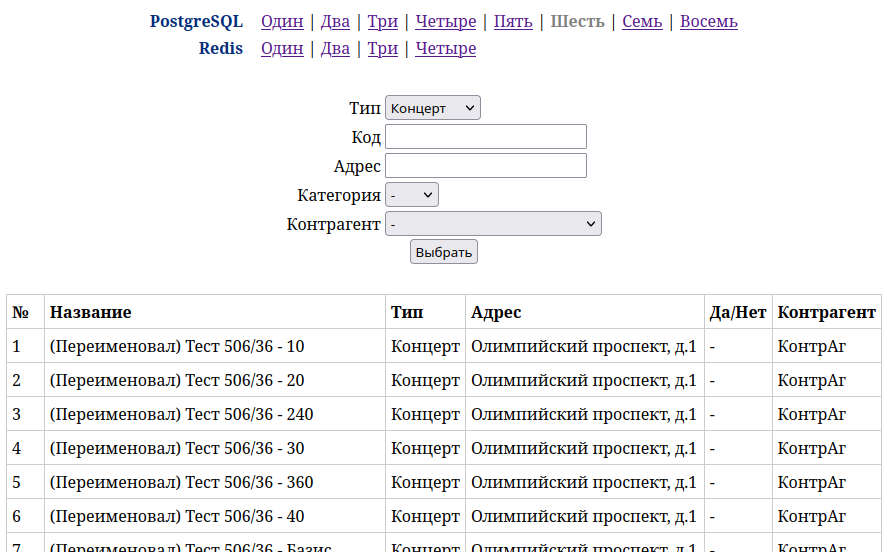 PostgreSQL Один | Два | Три | Четыре | Пять | Шесть | Семь | Восемь
Redis Один | Два | Три | Четыре
Тип Концерт
Код
Адрес
Категория -
Контрагент -
Выбрать
№ Название Тип Адрес Да/Нет Контрагент
1 (Переименовал) Тест 506/36 - 10 Концерт Олимпийский проспект, д.1 - КонтрАг
2 (Переименовал) Тест 506/36 - 20 Концерт Олимпийский проспект, д.1 - КонтрАг
3 (Переименовал) Тест 506/36 - 240 Концерт Олимпийский проспект, д.1 - КонтрАг
4 (Переименовал) Тест 506/36 - 30 Концерт Олимпийский проспект, д.1 - КонтрАг
5 (Переименовал) Тест 506/36 - 360 Концерт Олимпийский проспект, д.1 - КонтрАг
6 (Переименовал) Тест 506/36 - 40 Концерт Олимпийский проспект, д.1 - КонтрАг
7 (Переименовал) Тест 506/36 - Базис Концерт Олимпийский проспект, д.1 - КонтрАг